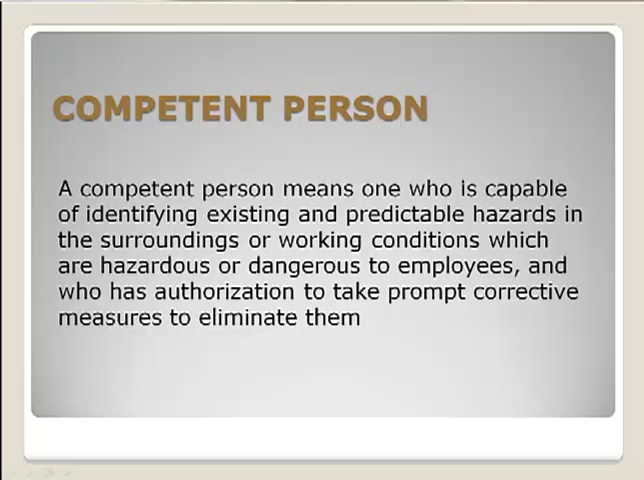 COMPETENT PERSON
A competent person means one who is capable
of identifying existing and predictable hazards in
the surroundings or working conditions which
are hazardous or dangerous to employees, and
who has authorization to take prompt corrective
measures to eliminate them